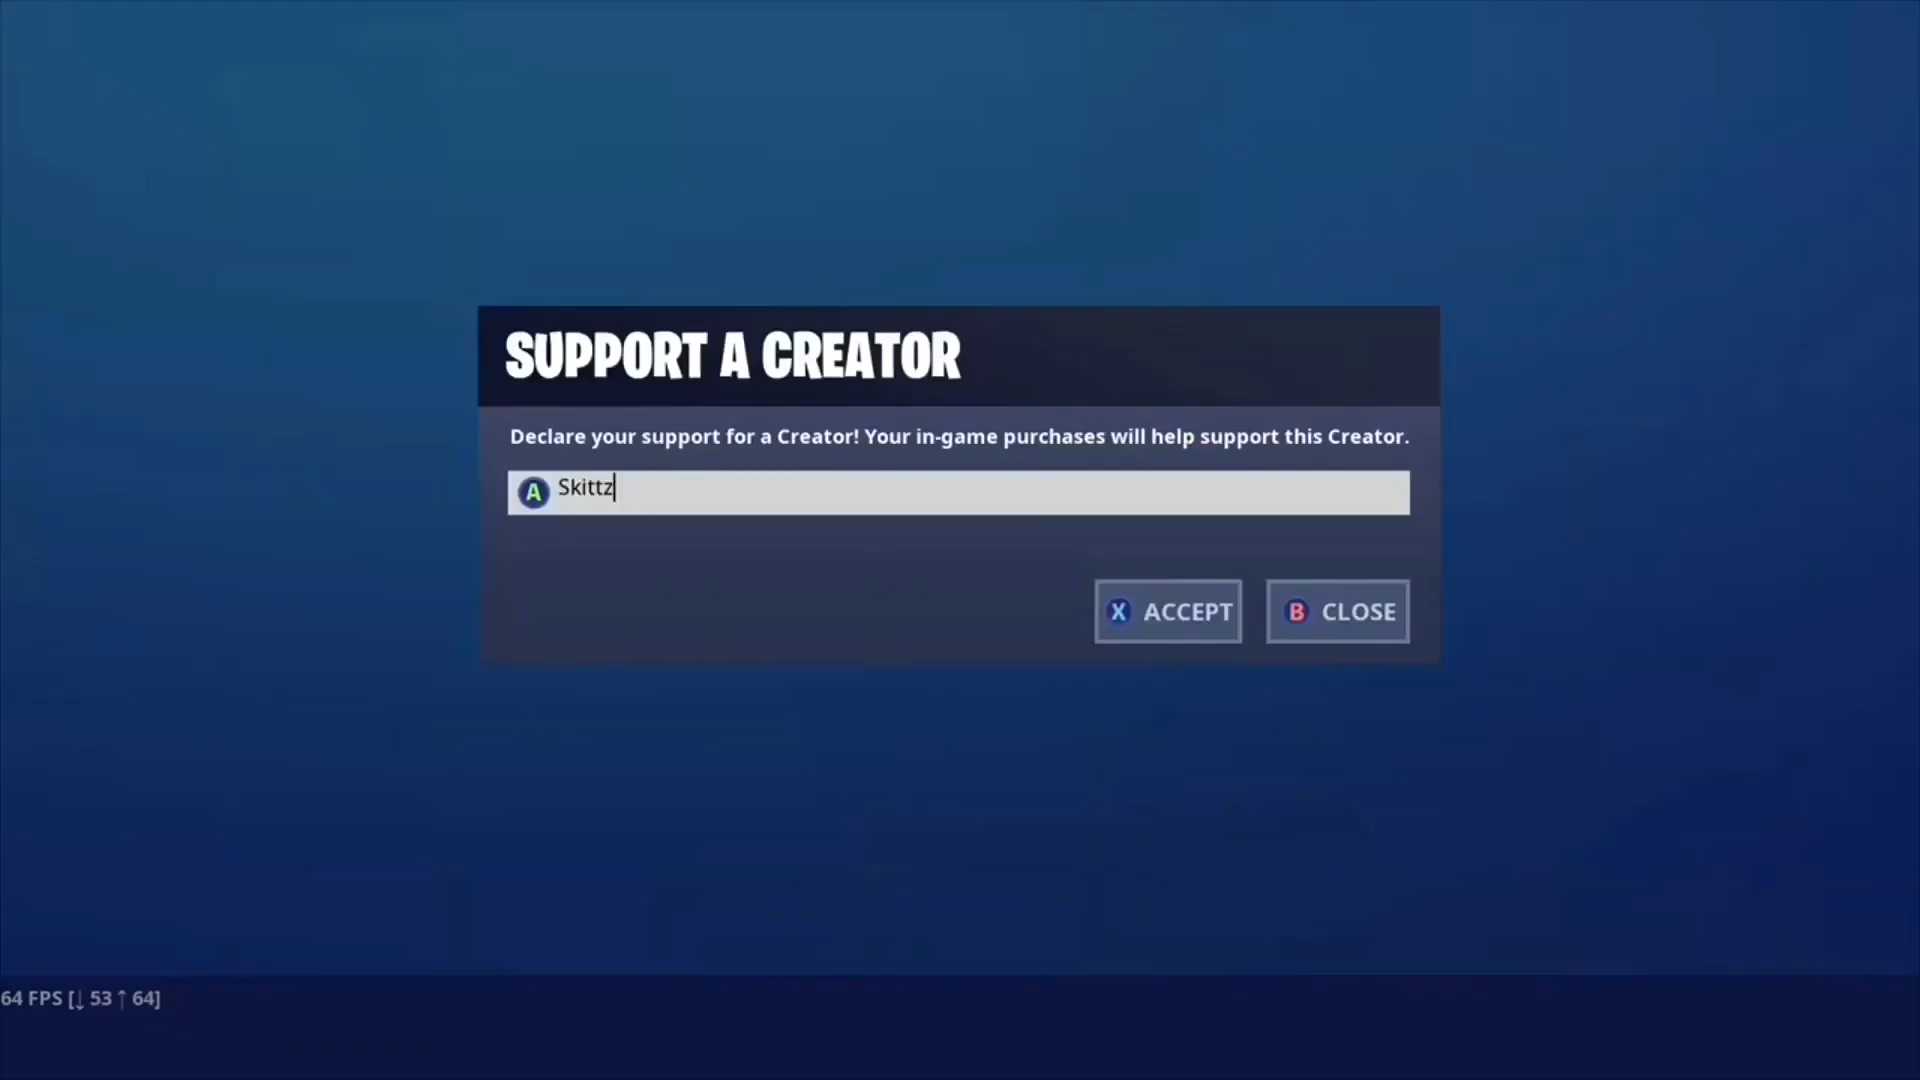 SUPPORT A CREATOR
Declare your support for a Creator! Your in-game purchases will help support this Creator.
A Skittz
X ACCEPT B CLOSE
64 FPS [↓ 53 ↑ 64]